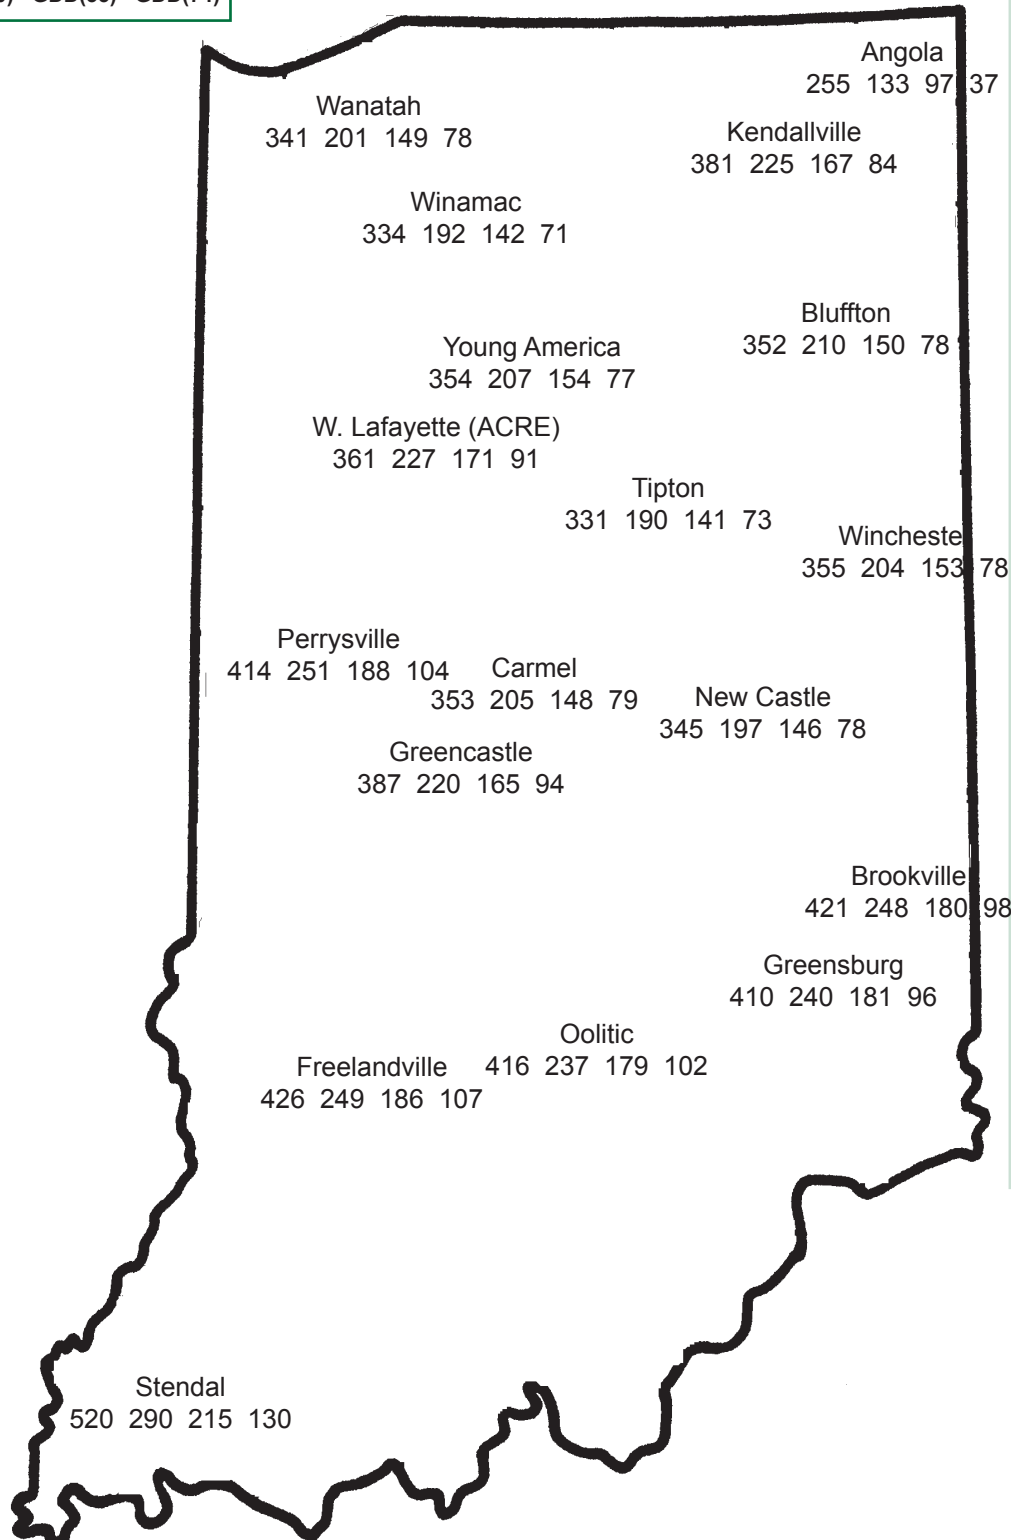 Angola
255 133 97 37
Wanatah
341 201 149 78
Kendallville
381 225 167 84
Winamac
334 192 142 71
Bluffton
352 210 150 78
Young America
354 207 154 77
W. Lafayette (ACRE)
361 227 171 91
Tipton
331 190 141 73
Wincheste
355 204 153 78
Perrysville
414 251 188 104
Carmel
353 205 148 79
New Castle
345 197 146 78
Greencastle
387 220 165 94
Brookville
421 248 180 98
Greensburg
410 240 181 96
Oolitic
416 237 179 102
Freelandville
426 249 186 107
Stendal
520 290 215 130